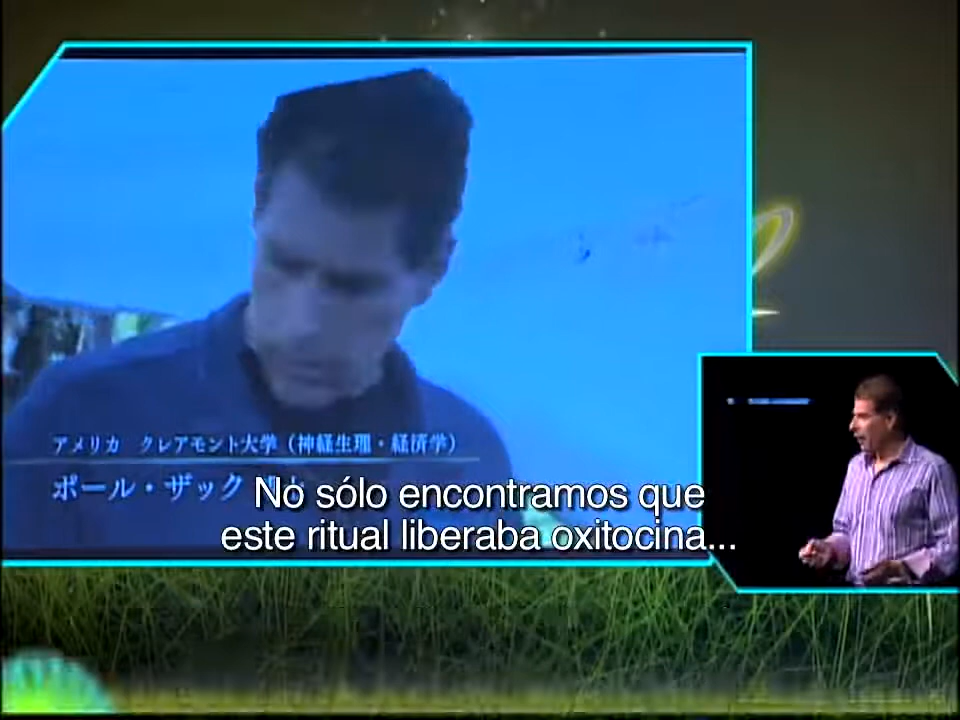 アメリカ クレアモント大学（神経生理・経済学）
ポール・ザック
No sólo encontramos que
este ritual liberaba oxitocina...